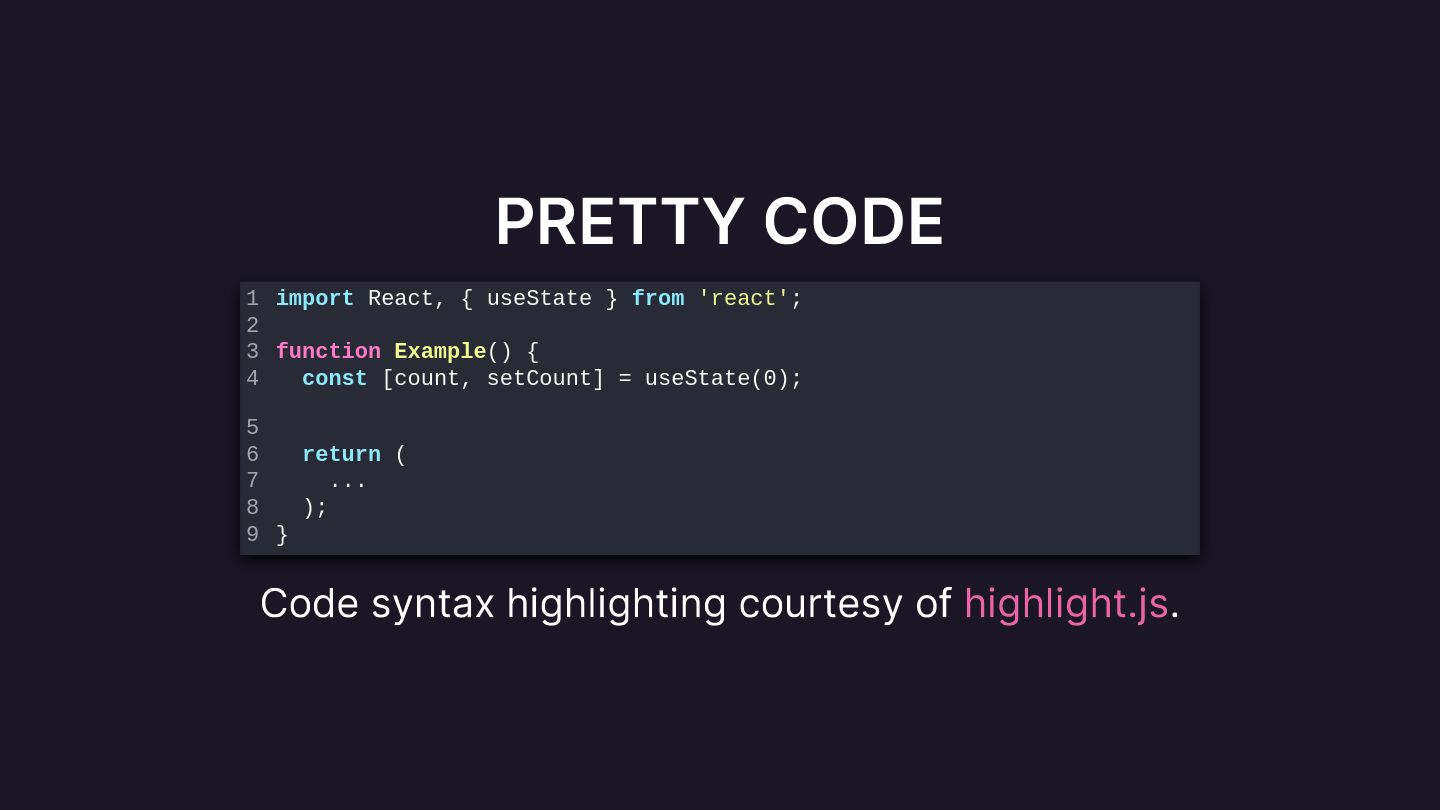 PRETTY CODE
1 import React, { useState } from 'react';
2
3 function Example() {
4   const [count, setCount] = useState(0);
5
6   return (
7     ...
8   );
9 }
Code syntax highlighting courtesy of highlight.js.